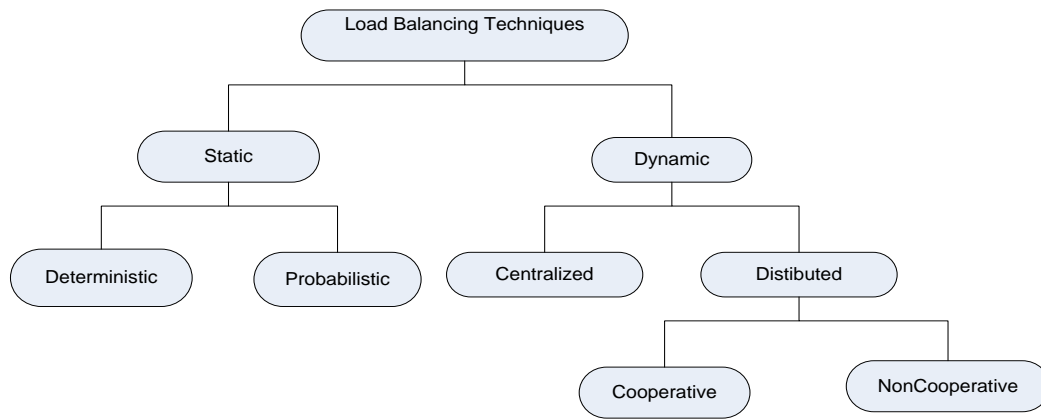 Load Balancing Techniques
Static
Dynamic
Deterministic
Probabilistic
Centralized
Distibuted
Cooperative
NonCooperative